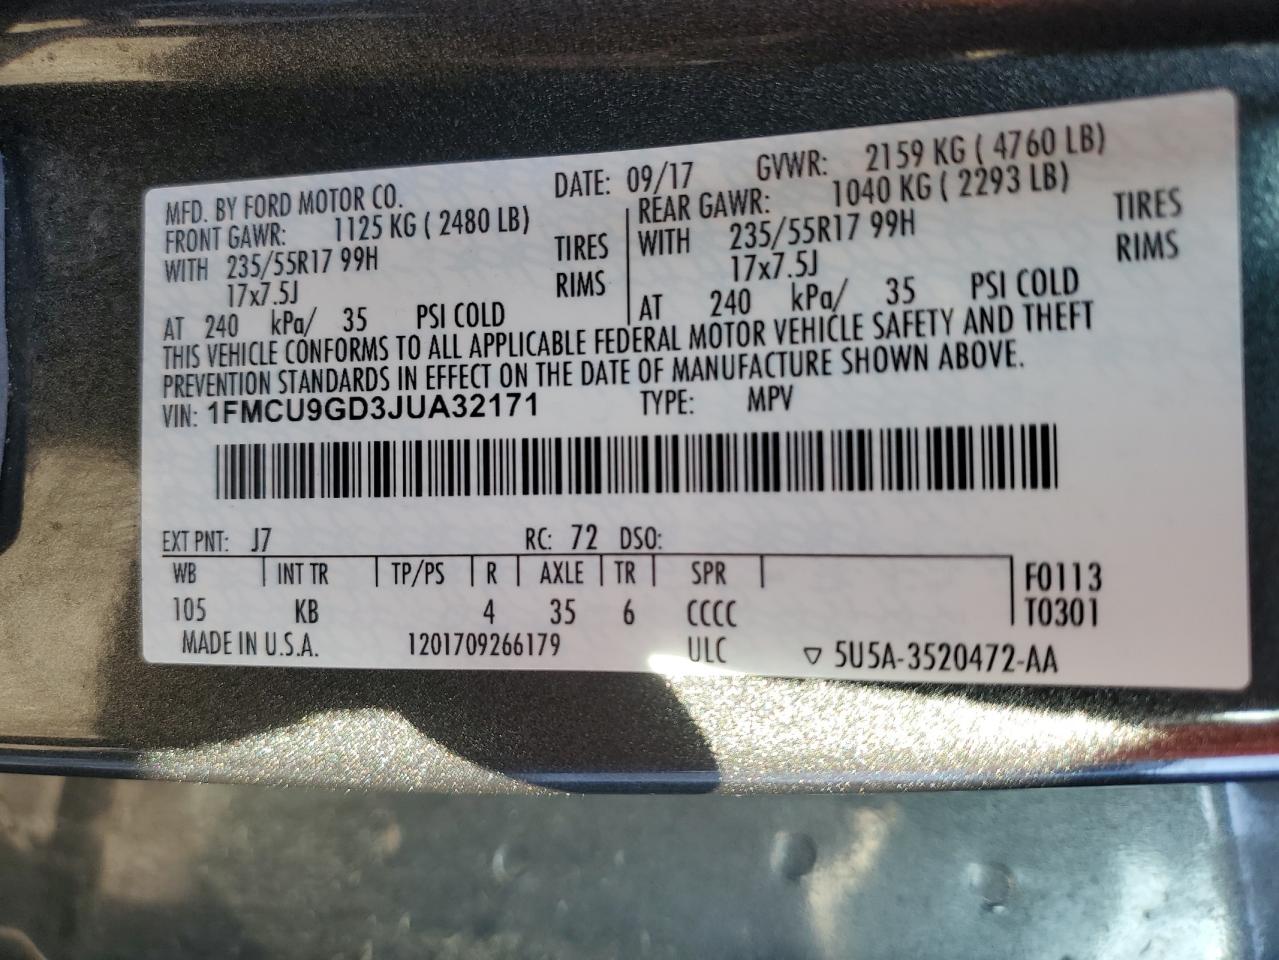 MFD. BY FORD MOTOR CO. DATE: 09/17 GVWR: 2159 KG ( 4760 LB)
FRONT GAWR: 1125 KG ( 2480 LB) REAR GAWR: 1040 KG ( 2293 LB)
WITH 235/55R17 99H TIRES WITH 235/55R17 99H TIRES
17x7.5J RIMS 17x7.5J RIMS
AT 240 kPa/ 35 PSI COLD AT 240 kPa/ 35 PSI COLD
THIS VEHICLE CONFORMS TO ALL APPLICABLE FEDERAL MOTOR VEHICLE SAFETY AND THEFT
PREVENTION STANDARDS IN EFFECT ON THE DATE OF MANUFACTURE SHOWN ABOVE.
VIN: 1FMCU9GD3JUA32171 TYPE: MPV
EXT PNT: J7 RC: 72 DSO:
WB INT TR TP/PS R AXLE TR SPR F0113
105 KB 4 35 6 CCCC T0301
MADE IN U.S.A. 1201709266179 ULC ▽ 5U5A-3520472-AA